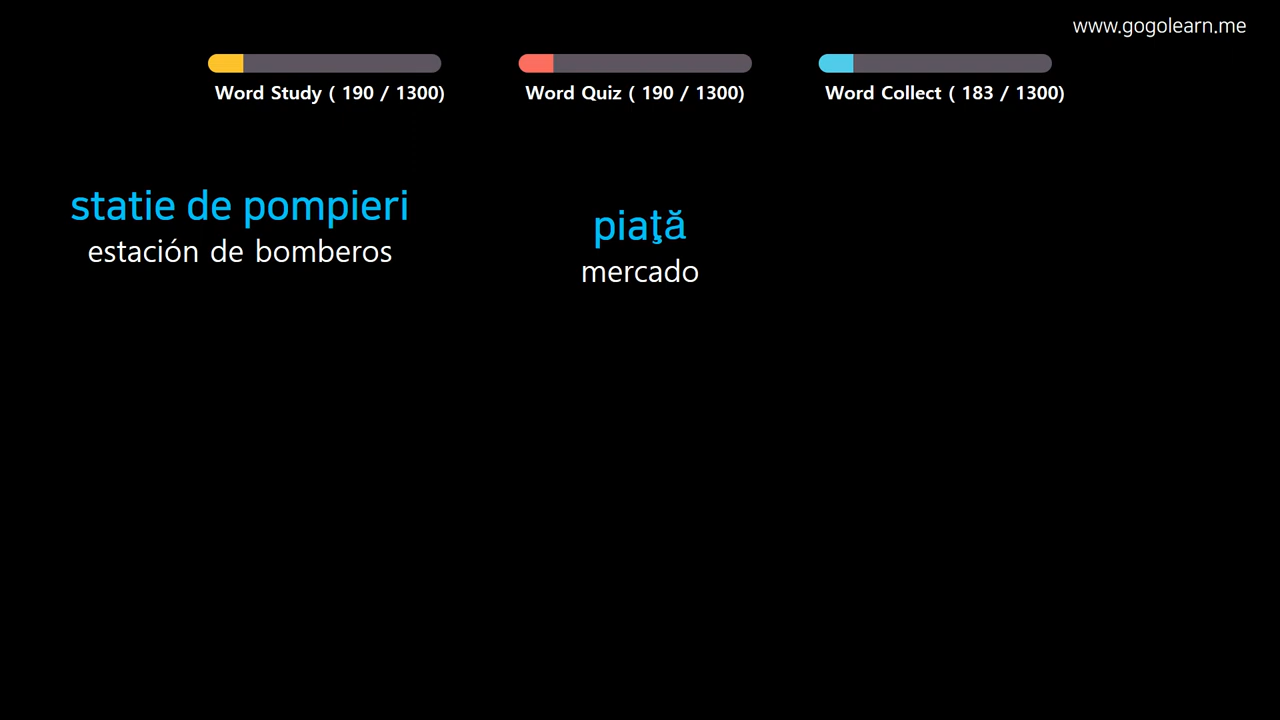 www.gogolearn.me
Word Study ( 190 / 1300)
Word Quiz ( 190 / 1300)
Word Collect ( 183 / 1300)
statie de pompieri
estación de bomberos
piaţă
mercado